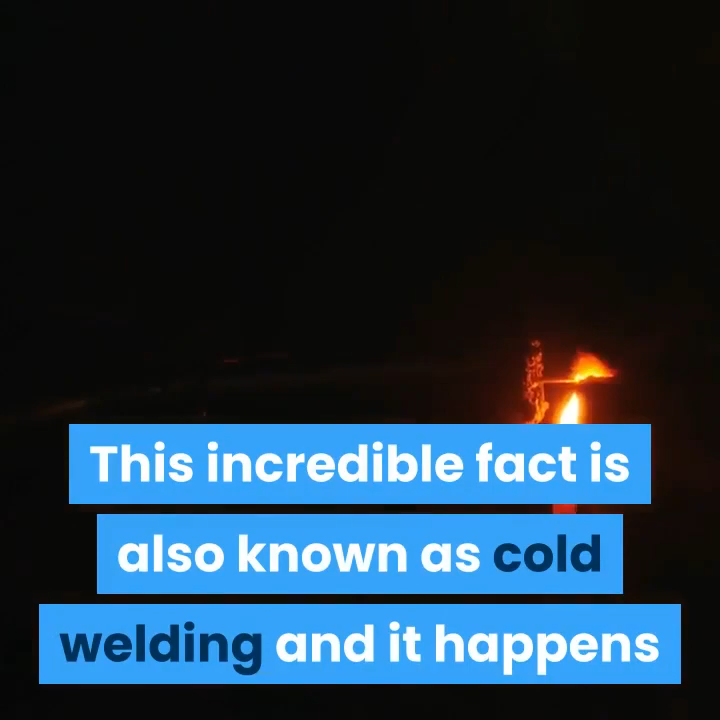 This incredible fact is
also known as cold
welding and it happens